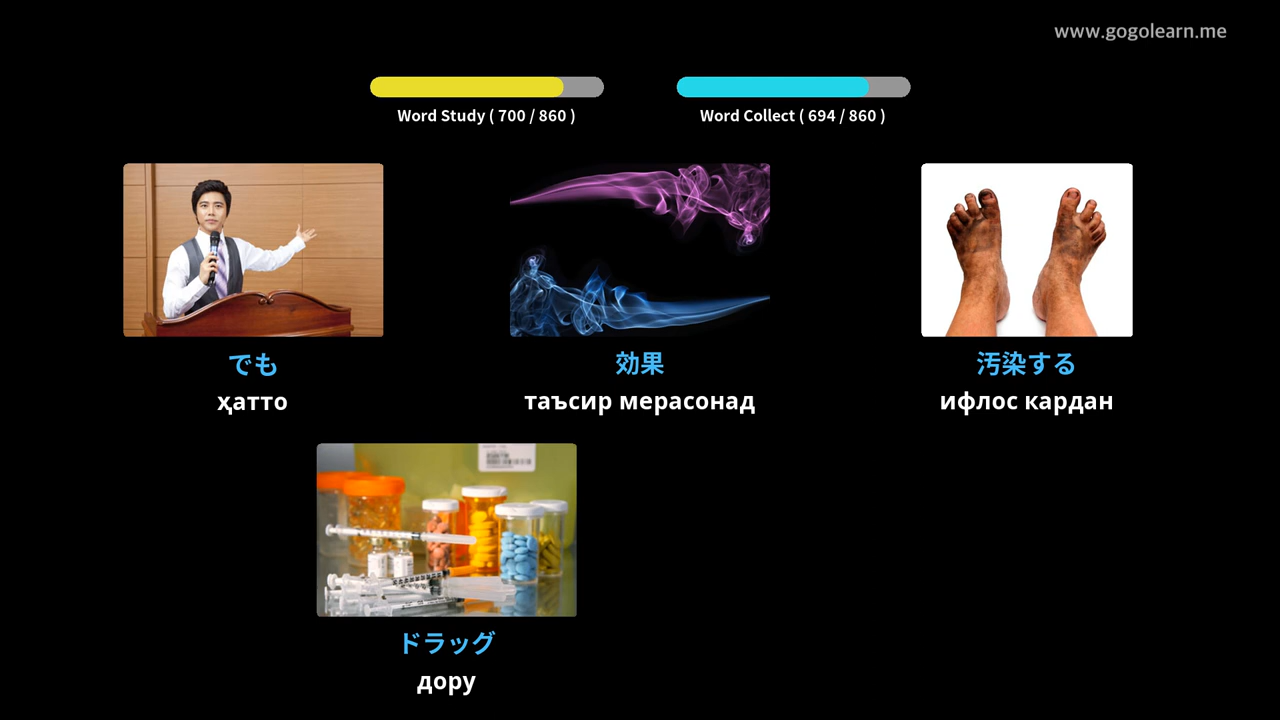 www.gogolearn.me
Word Study ( 700 / 860 )
Word Collect ( 694 / 860 )
でも
ҳатто
効果
таъсир мерасонад
汚染する
ифлос кардан
ドラッグ
дору